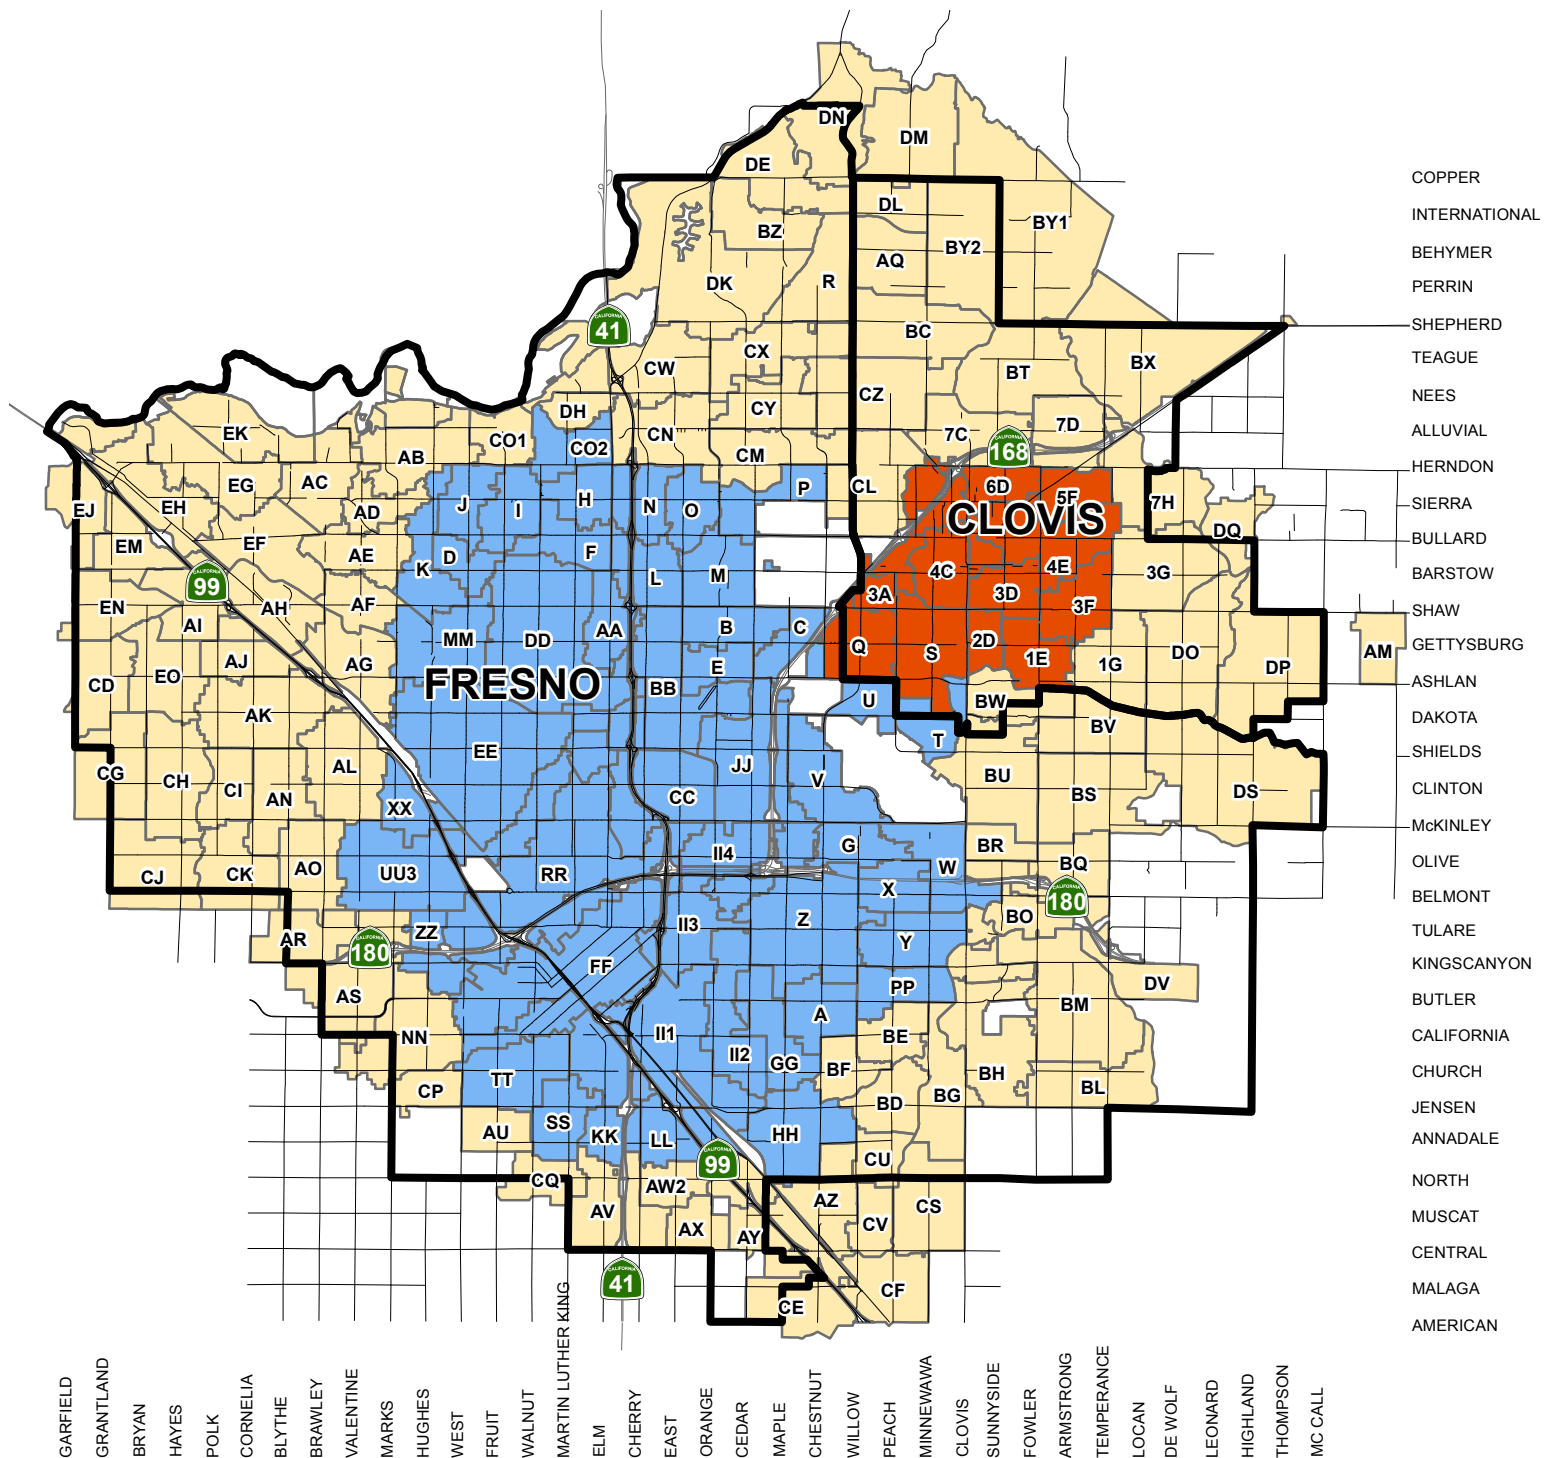 DN
DM
DE
COPPER
DL
INTERNATIONAL
BY1
BZ
BY2
BEHYMER
AQ
DK
R
PERRIN
CALIFORNIA
41
BC
SHEPHERD
CX
TEAGUE
CW
BX
BT
CZ
NEES
DH
CY
7D
EK
CO1
CN
7C
ALLUVIAL
CO2
CALIFORNIA
168
AB
CM
HERNDON
AC
EG
P
CL
6D
5F
J
I
H
N
O
7H
SIERRA
EJ
EH
AD
CLOVIS
DQ
EM
EF
BULLARD
AE
D
F
K
L
M
4C
4E
3G
BARSTOW
CALIFORNIA
99
EN
AH
AF
3A
3D
3F
SHAW
AI
MM
DD
AA
B
C
2D
GETTYSBURG
AJ
AG
E
Q
S
1E
1G
DO
DP
AM
EO
CD
FRESNO
BB
ASHLAN
U
BW
AK
DAKOTA
BV
T
EE
SHIELDS
AL
JJ
CG
CH
V
BU
CI
AN
CC
BS
DS
CLINTON
XX
McKINLEY
G
BR
II4
BQ
OLIVE
CJ
CK
AO
UU3
RR
W
X
CALIFORNIA
180
BELMONT
Z
BO
II3
ZZ
TULARE
AR
Y
CALIFORNIA
180
FF
KINGSCANYON
PP
DV
AS
BM
BUTLER
A
NN
II1
BE
CALIFORNIA
II2
GG
BF
BH
CHURCH
TT
CP
BL
BG
BD
JENSEN
SS
AU
KK
LL
HH
ANNADALE
CALIFORNIA
99
CU
CQ
AW2
NORTH
AZ
CS
AV
AX
CV
MUSCAT
AY
CENTRAL
CALIFORNIA
41
CF
MALAGA
CE
AMERICAN
GARFIELD
GRANTLAND
BRYAN
HAYES
POLK
CORNELIA
BLYTHE
BRAWLEY
VALENTINE
MARKS
HUGHES
WEST
FRUIT
WALNUT
MARTIN LUTHER KING
ELM
CHERRY
EAST
ORANGE
CEDAR
MAPLE
CHESTNUT
WILLOW
PEACH
MINNEWAWA
CLOVIS
SUNNYSIDE
FOWLER
ARMSTRONG
TEMPERANCE
LOCAN
DE WOLF
LEONARD
HIGHLAND
THOMPSON
MC CALL